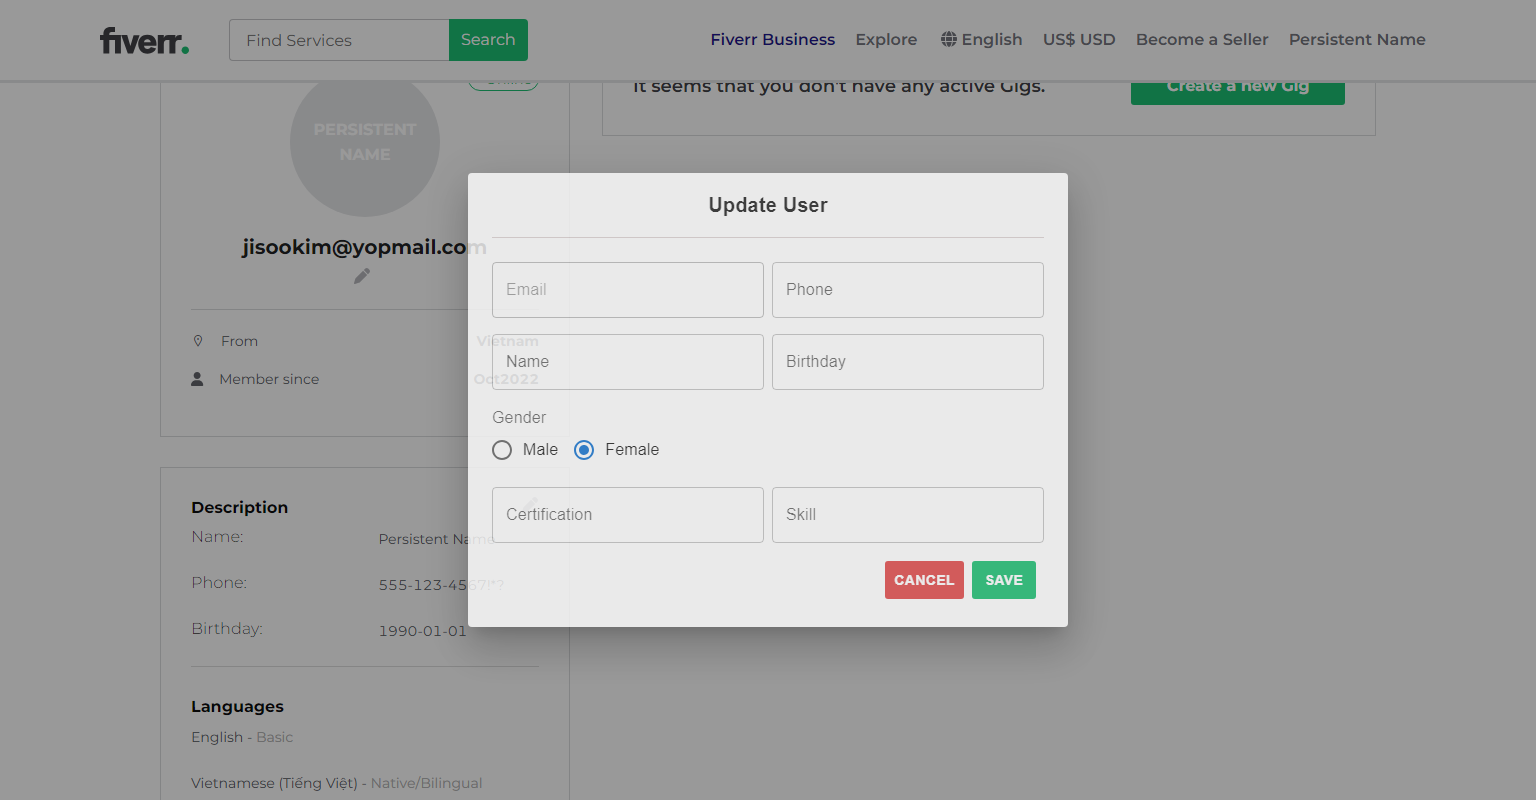 fiverr.
Find Services
Search
Fiverr Business
Explore
English
US$ USD
Become a Seller
Persistent Name
It seems that you don't have any active Gigs.
Create a new Gig
PERSISTENT
NAME
jisookim@yopmail.com
From
Vietnam
Member since
Oct2022
Description
Name:
Persistent Name
Phone:
555-123-4567!*?
Birthday:
1990-01-01
Languages
English - Basic
Vietnamese (Tiếng Việt) - Native/Bilingual
Update User
Email
Phone
Name
Birthday
Gender
Male
Female
Certification
Skill
CANCEL
SAVE